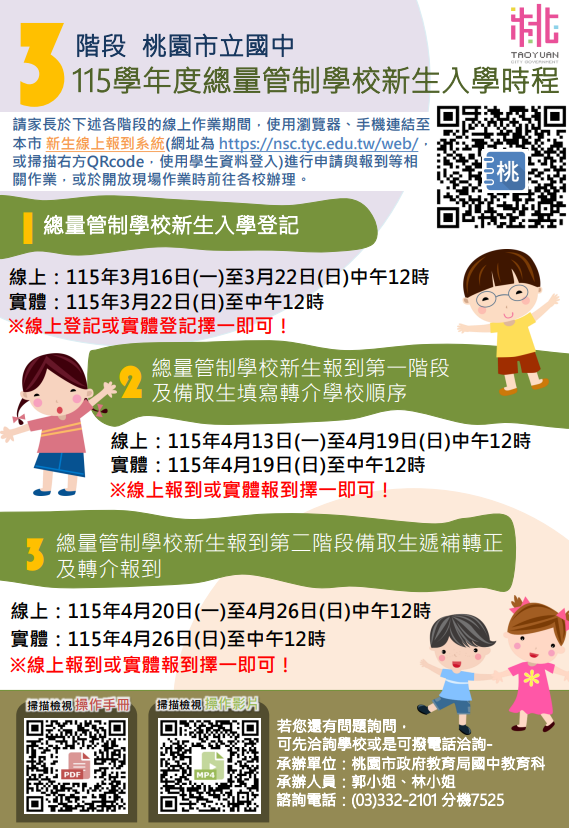 3 階段 桃園市立國中
115學年度總量管制學校新生入學時程
TAOYUAN
CITY GOVERNMENT
請家長於下述各階段的線上作業期間，使用瀏覽器、手機連結至
本市 新生線上報到系統(網址為 https://nsc.tyc.edu.tw/web/，
或掃描右方QRcode，使用學生資料登入)進行申請與報到等相
關作業，或於開放現場作業時前往各校辦理。
桃
1 總量管制學校新生入學登記
線上：115年3月16日(一)至3月22日(日)中午12時
實體：115年3月22日(日)至中午12時
※線上登記或實體登記擇一即可！
2 總量管制學校新生報到第一階段
及備取生填寫轉介學校順序
線上：115年4月13日(一)至4月19日(日)中午12時
實體：115年4月19日(日)至中午12時
※線上報到或實體報到擇一即可！
3 總量管制學校新生報到第二階段備取生遞補轉正
及轉介報到
線上：115年4月20日(一)至4月26日(日)中午12時
實體：115年4月26日(日)至中午12時
※線上報到或實體報到擇一即可！
掃描檢視 操作手冊
PDF
掃描檢視 操作影片
MP4
若您還有問題詢問，
可先洽詢學校或是可撥電話洽詢-
承辦單位：桃園市政府教育局國中教育科
承辦人員：郭小姐、林小姐
諮詢電話：(03)332-2101 分機7525